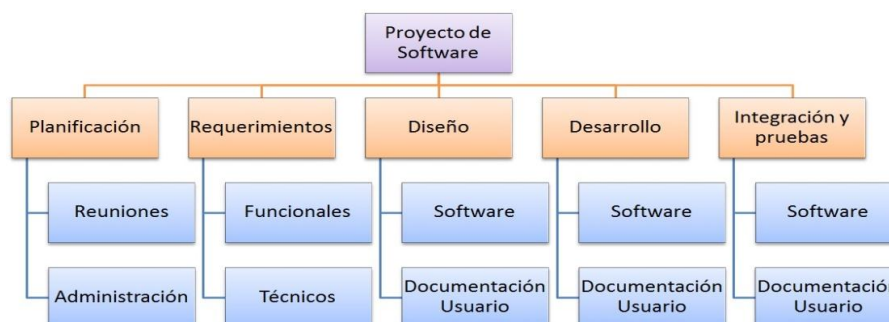 Proyecto de
Software
Planificación
Requerimientos
Diseño
Desarrollo
Integración y
pruebas
Reuniones
Funcionales
Software
Software
Software
Administración
Técnicos
Documentación
Usuario
Documentación
Usuario
Documentación
Usuario